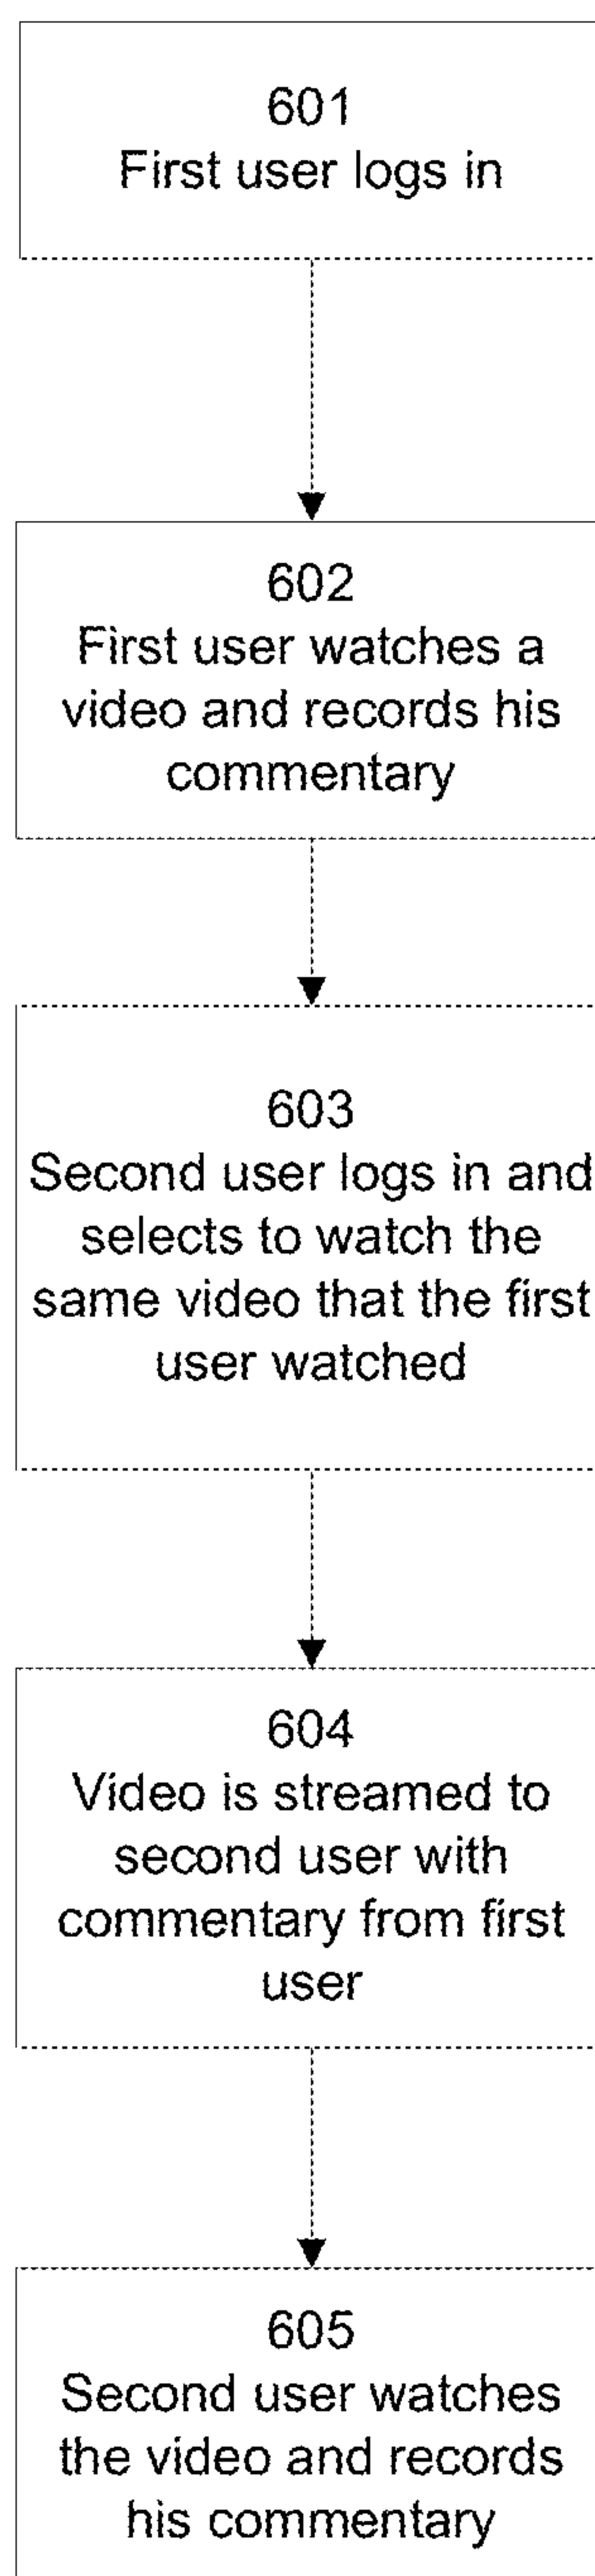 601
First user logs in
602
First user watches a
video and records his
commentary
603
Second user logs in and
selects to watch the
same video that the first
user watched
604
Video is streamed to
second user with
commentary from first
user
605
Second user watches
the video and records
his commentary